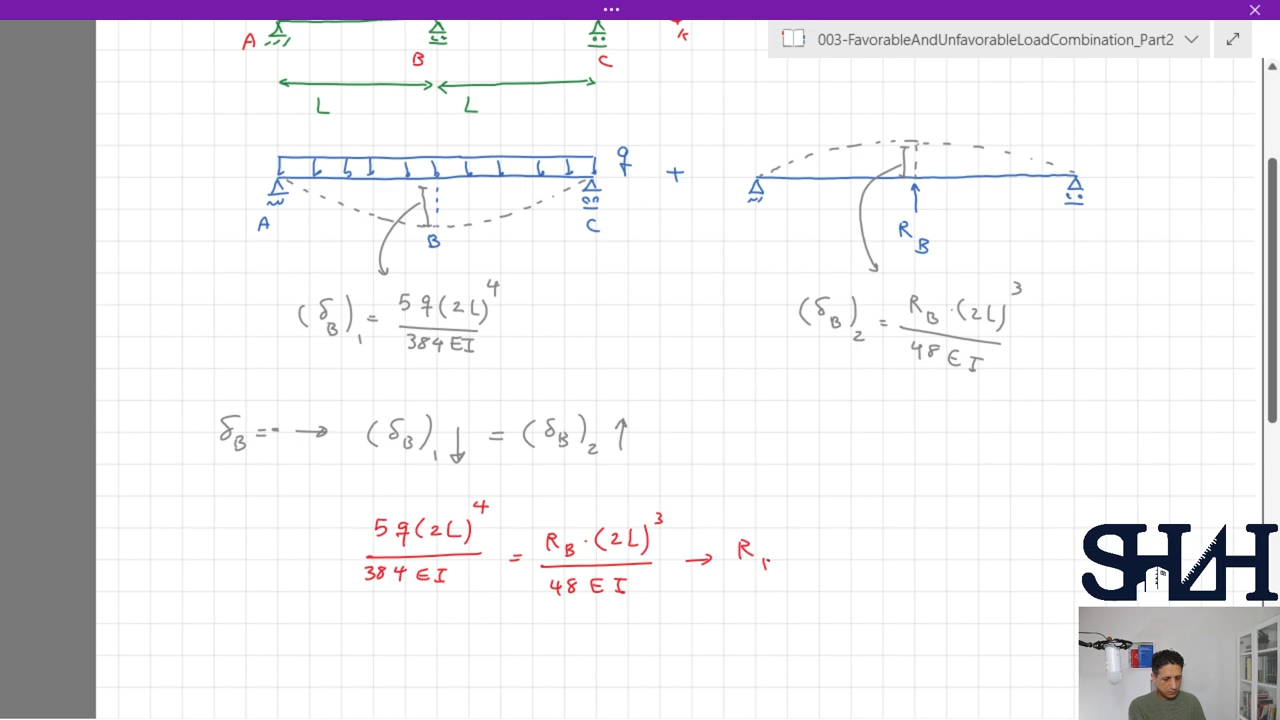 003-FavorableAndUnfavorableLoadCombination_Part2
A B C
L L
q +
A B C R_B
(δ_B)_1 = 5q(2L)^4 / 384EI
(δ_B)_2 = R_B·(2L)^3 / 48EI
δ_B = → (δ_B)_1 ↓ = (δ_B)_2 ↑
5q(2L)^4 / 384EI = R_B·(2L)^3 / 48EI → R
SHLH